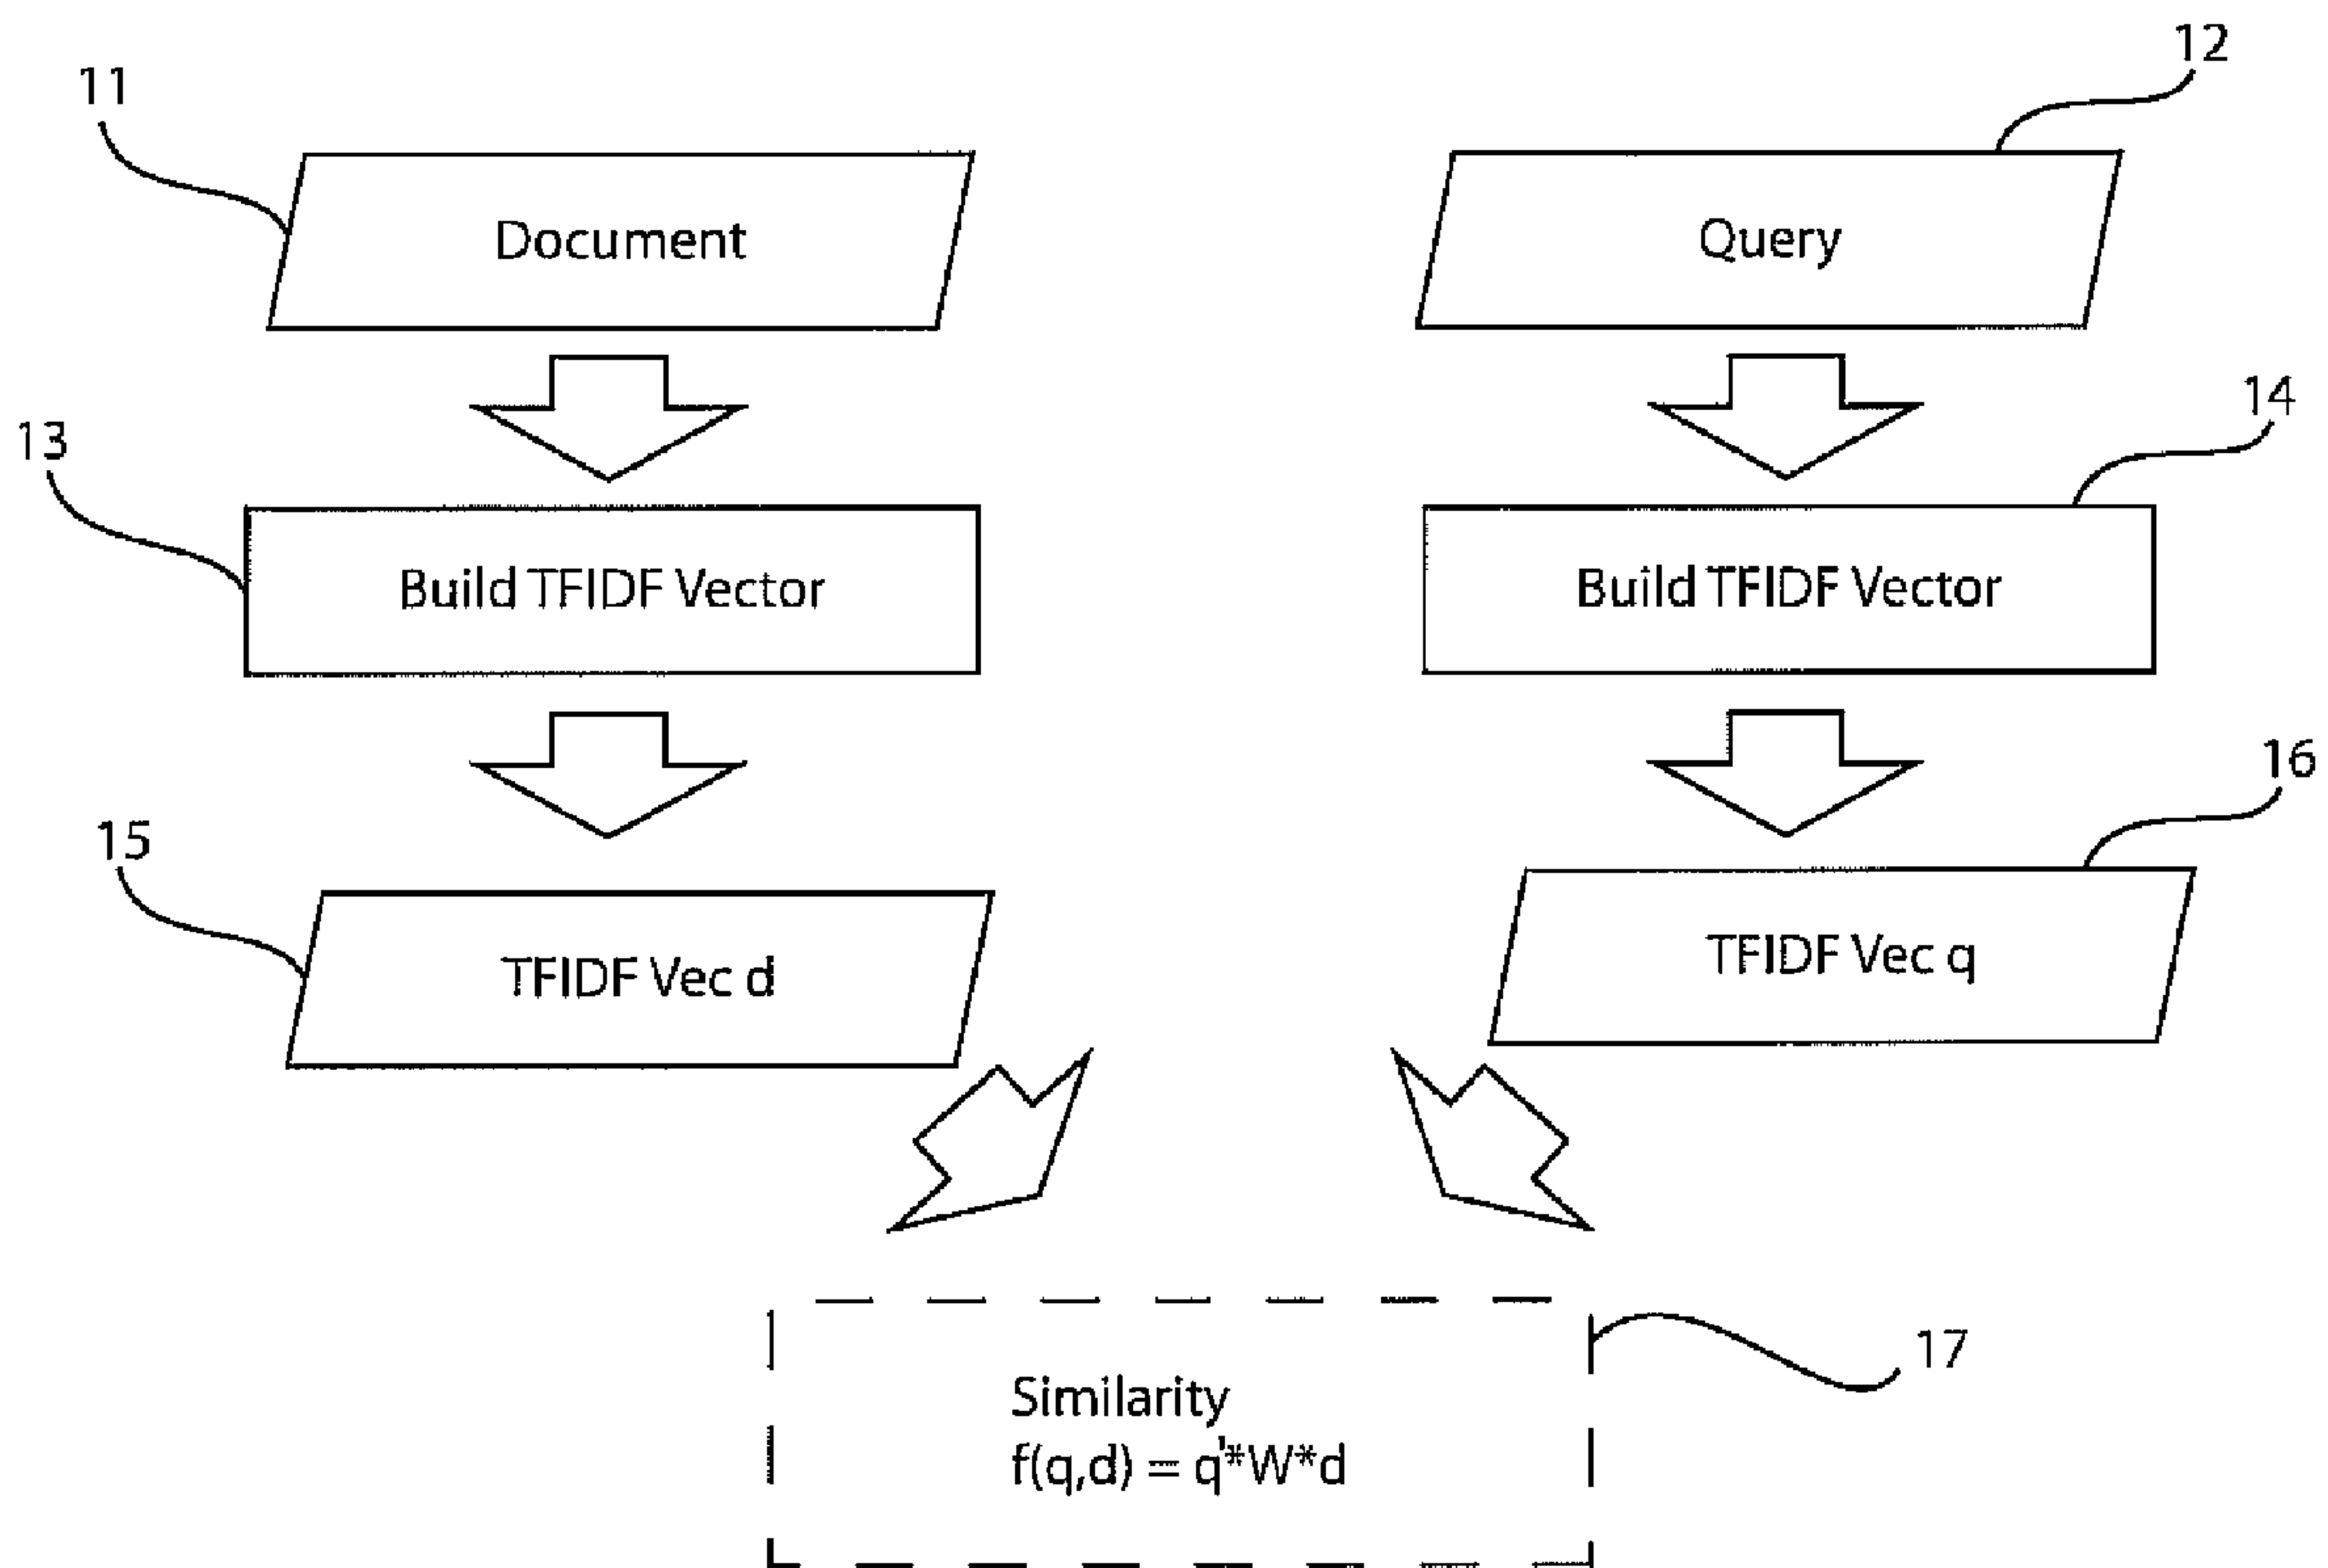 12
11
Document
Query
14
13
Build TFIDF Vector
Build TFIDF Vector
16
15
TFIDF Vec d
TFIDF Vec q
17
Similarity
f(q,d) = q'*W*d